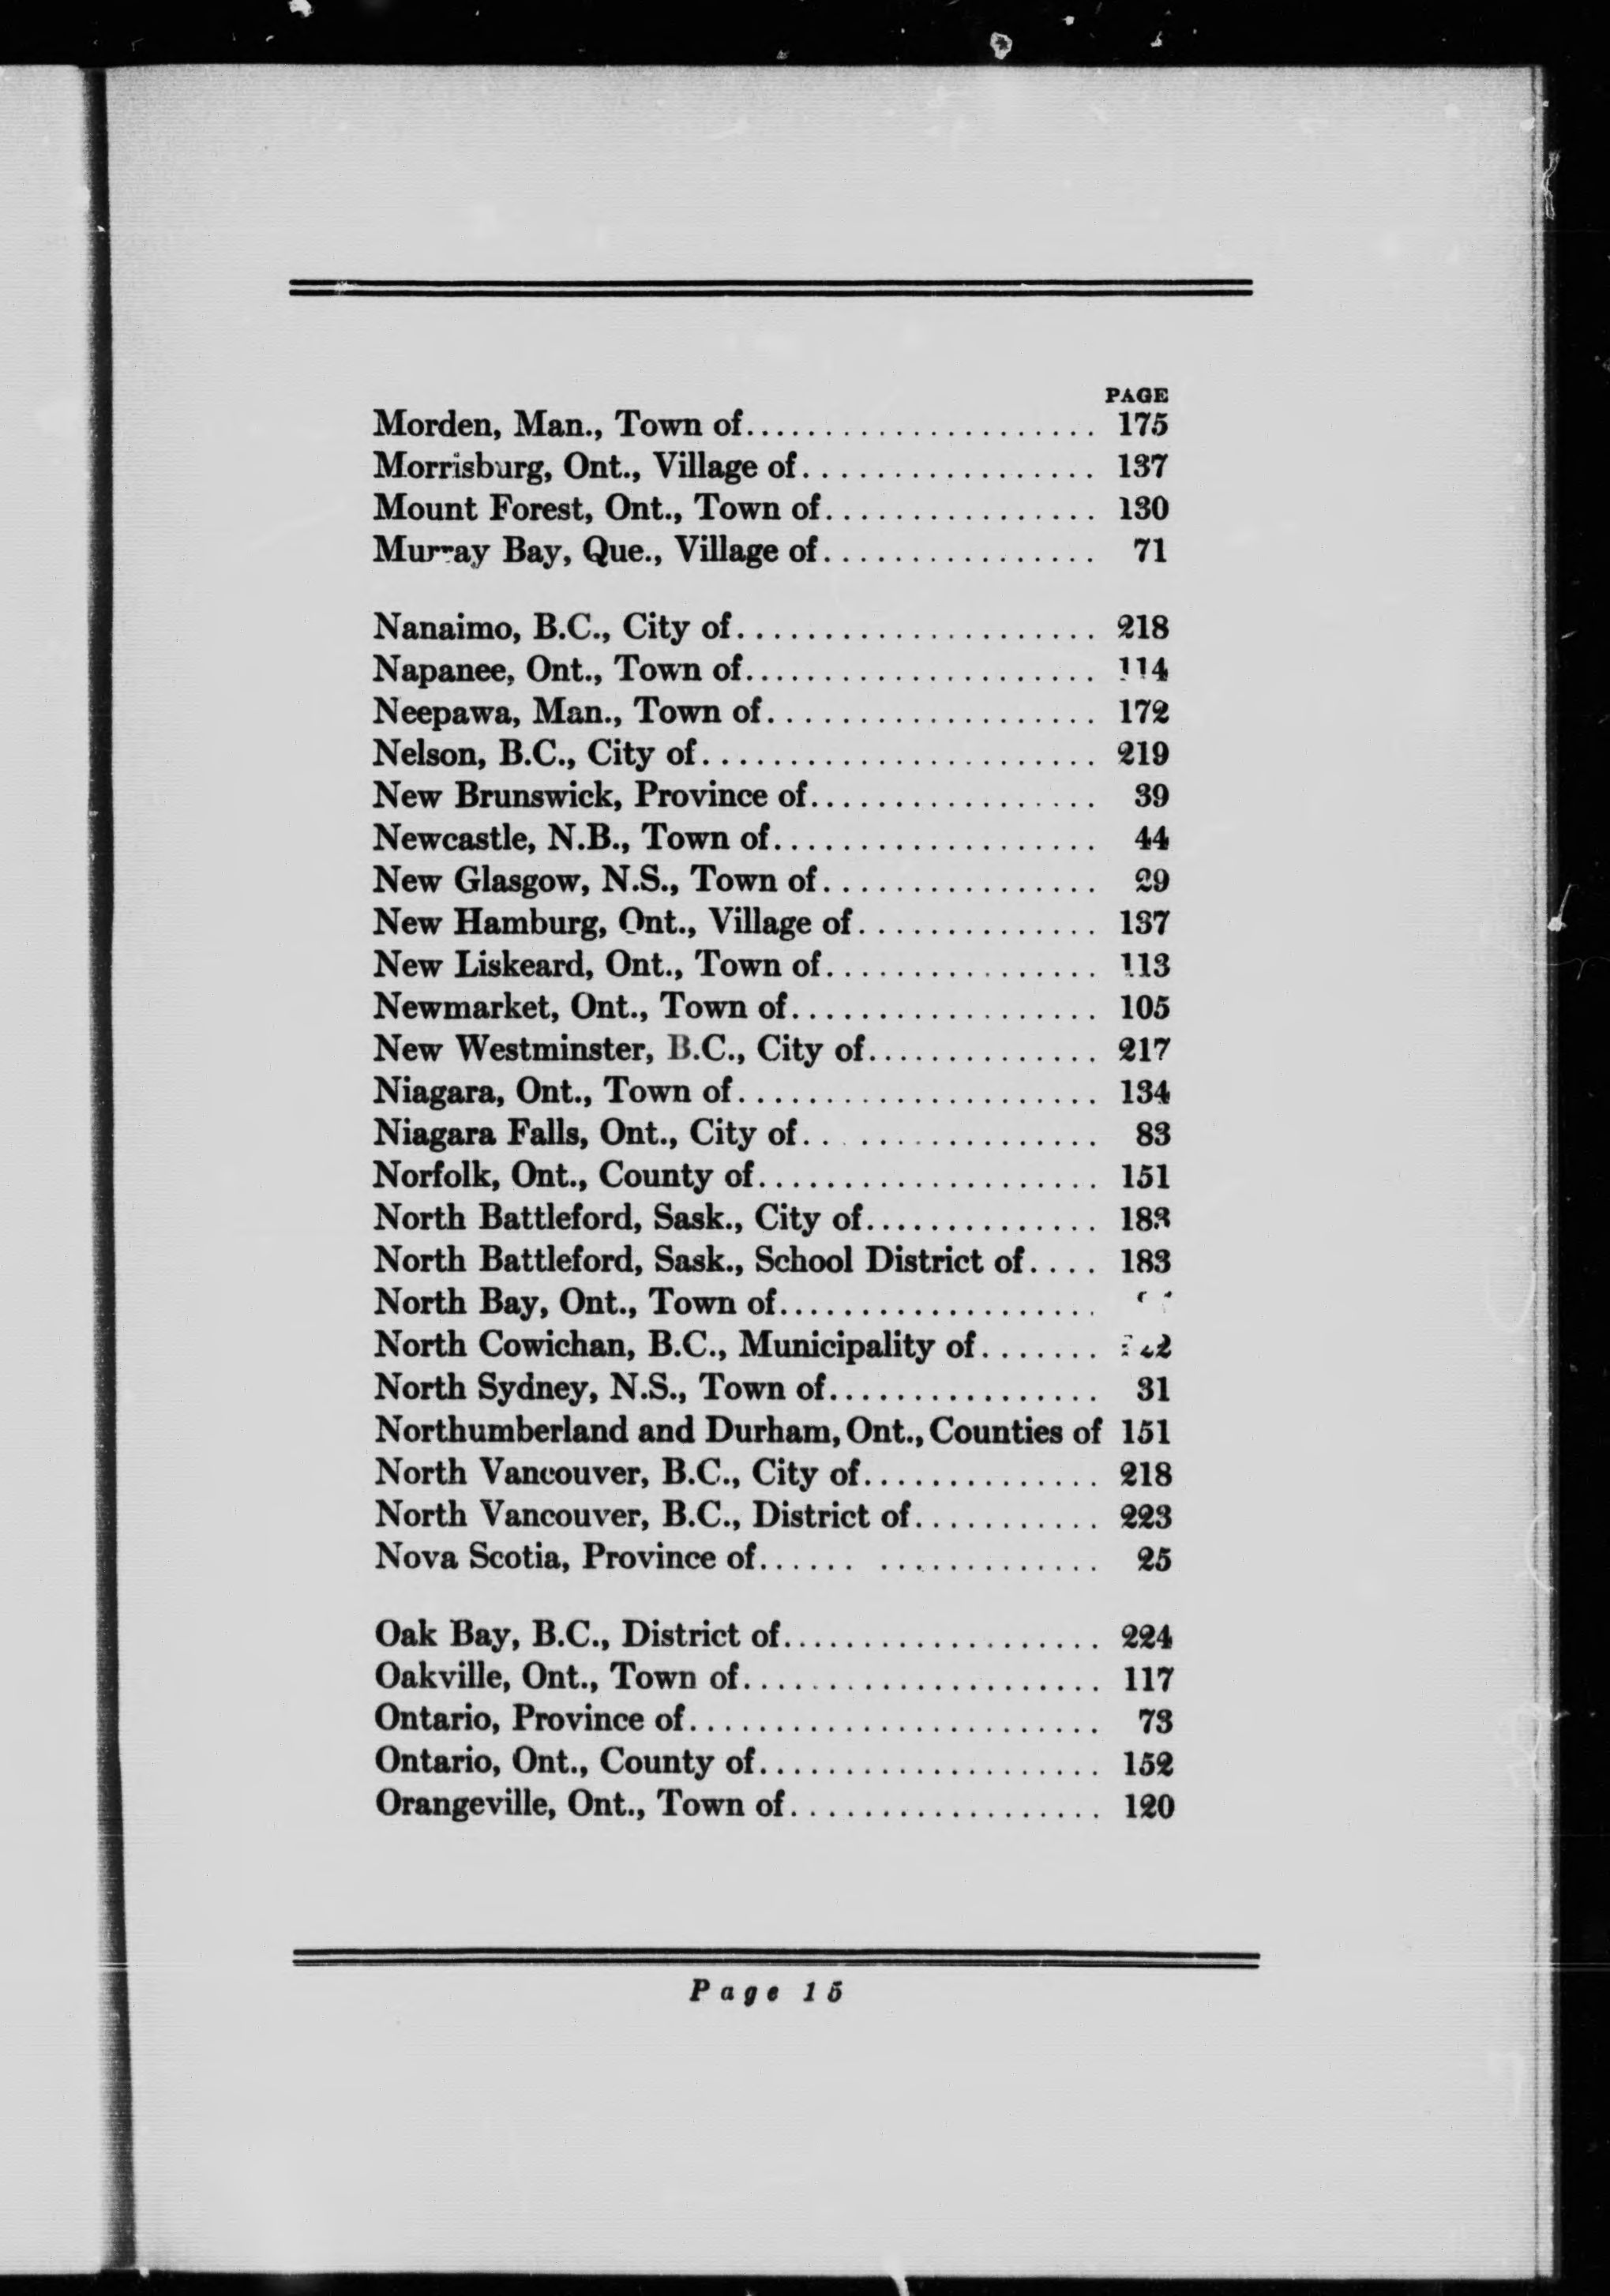 PAGE
Morden, Man., Town of...................... 175
Morrisburg, Ont., Village of.................. 137
Mount Forest, Ont., Town of................. 130
Murray Bay, Que., Village of................ 71
Nanaimo, B.C., City of...................... 218
Napanee, Ont., Town of...................... 114
Neepawa, Man., Town of.................... 172
Nelson, B.C., City of........................ 219
New Brunswick, Province of................. 39
Newcastle, N.B., Town of................... 44
New Glasgow, N.S., Town of................. 29
New Hamburg, Ont., Village of.............. 137
New Liskeard, Ont., Town of................ 113
Newmarket, Ont., Town of.................. 105
New Westminster, B.C., City of.............. 217
Niagara, Ont., Town of...................... 134
Niagara Falls, Ont., City of.................. 83
Norfolk, Ont., County of.................... 151
North Battleford, Sask., City of.............. 183
North Battleford, Sask., School District of.... 183
North Bay, Ont., Town of...................
North Cowichan, B.C., Municipality of.......
North Sydney, N.S., Town of................ 31
Northumberland and Durham, Ont., Counties of 151
North Vancouver, B.C., City of.............. 218
North Vancouver, B.C., District of........... 223
Nova Scotia, Province of.................... 25
Oak Bay, B.C., District of................... 224
Oakville, Ont., Town of..................... 117
Ontario, Province of........................ 73
Ontario, Ont., County of.................... 152
Orangeville, Ont., Town of.................. 120
Page 15